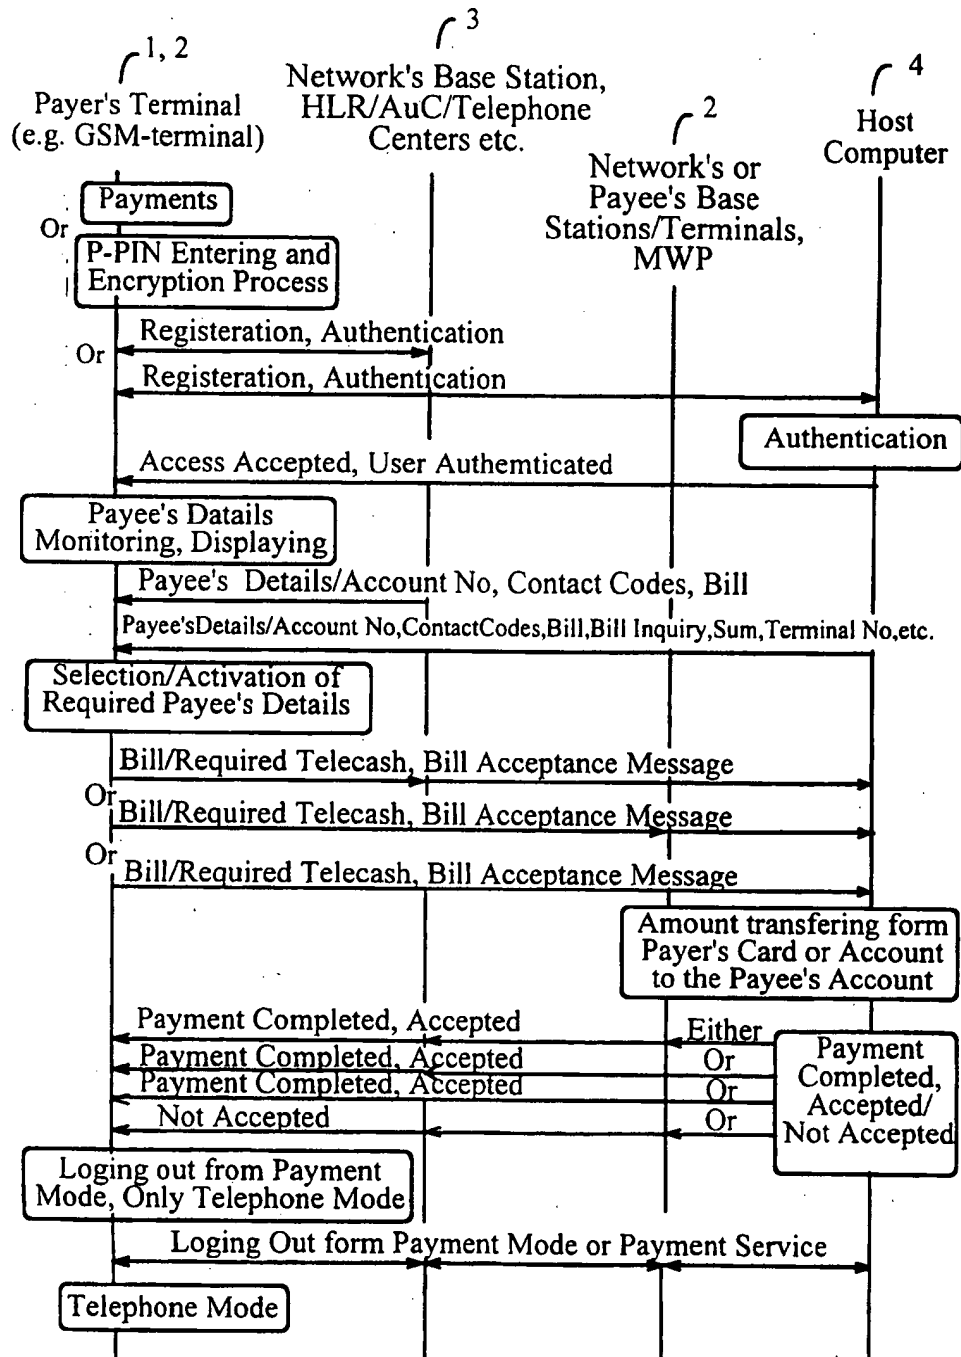 1, 2
Payer's Terminal
(e.g. GSM-terminal)
3
Network's Base Station,
HLR/AuC/Telephone
Centers etc.
2
Network's or
Payee's Base
Stations/Terminals,
MWP
4
Host
Computer
Payments
Or
P-PIN Entering and
Encryption Process
Registeration, Authentication
Or
Registeration, Authentication
Authentication
Access Accepted, User Authemticated
Payee's Datails
Monitoring, Displaying
Payee's Details/Account No, Contact Codes, Bill
Payee'sDetails/Account No,ContactCodes,Bill,Bill Inquiry,Sum,Terminal No,etc.
Selection/Activation of
Required Payee's Details
Bill/Required Telecash, Bill Acceptance Message
Or
Bill/Required Telecash, Bill Acceptance Message
Or
Bill/Required Telecash, Bill Acceptance Message
Amount transfering form
Payer's Card or Account
to the Payee's Account
Payment Completed, Accepted
Either
Payment Completed, Accepted
Or
Payment Completed, Accepted
Or
Not Accepted
Or
Payment
Completed,
Accepted/
Not Accepted
Loging out from Payment
Mode, Only Telephone Mode
Loging Out form Payment Mode or Payment Service
Telephone Mode